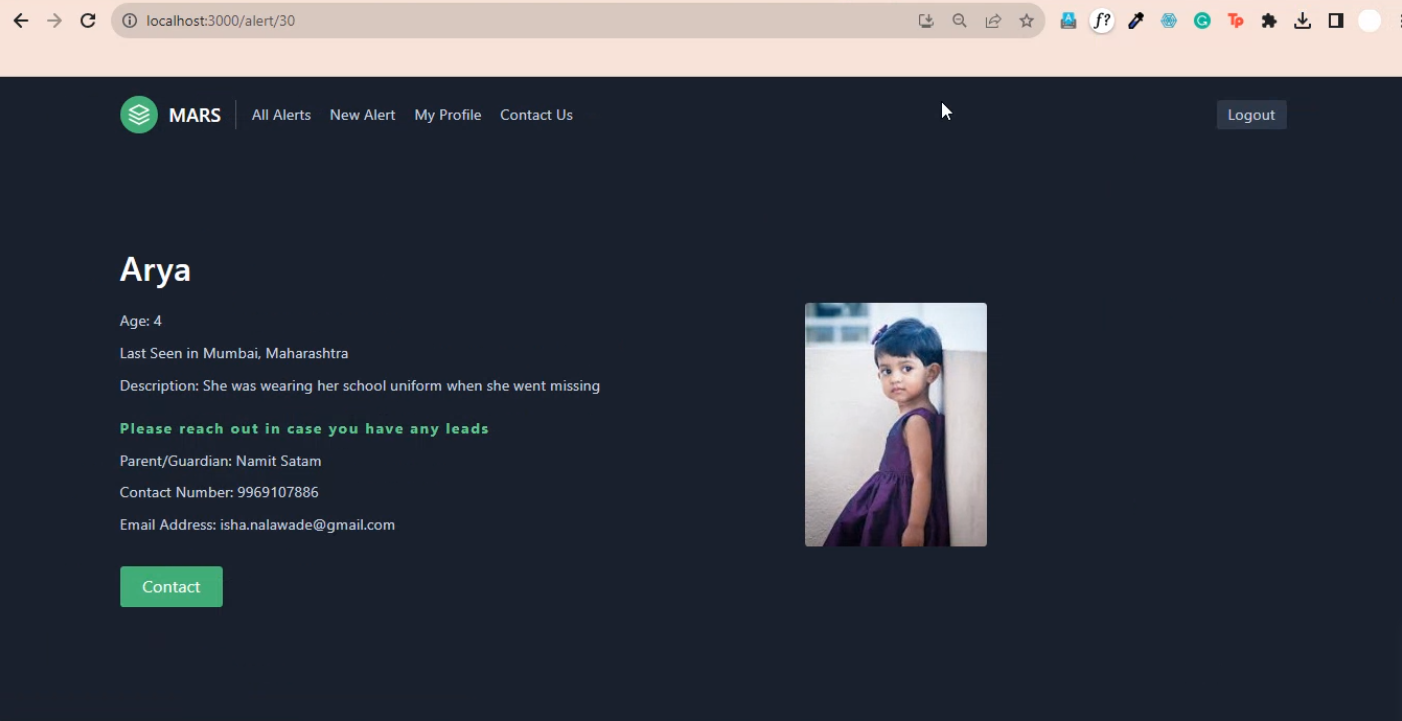 localhost:3000/alert/30
MARS
All Alerts
New Alert
My Profile
Contact Us
Logout
Arya
Age: 4
Last Seen in Mumbai, Maharashtra
Description: She was wearing her school uniform when she went missing
Please reach out in case you have any leads
Parent/Guardian: Namit Satam
Contact Number: 9969107886
Email Address: isha.nalawade@gmail.com
Contact